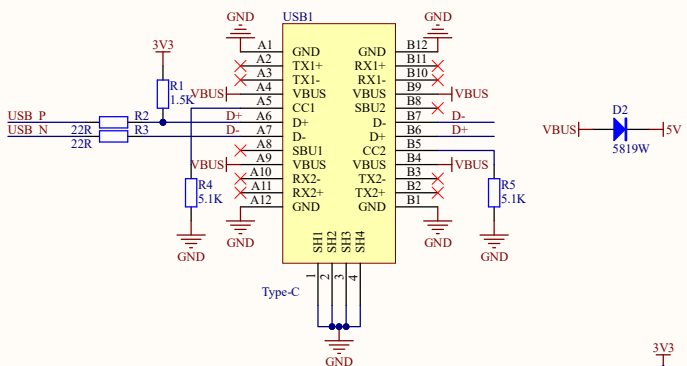 USB1
GND
GND
A1 GND GND B12
3V3
A2 TX1+ RX1+ B11
A3 TX1- RX1- B10
VBUS A4 VBUS VBUS B9 VBUS
R1
1.5K
A5 CC1 SBU2 B8
USB_P R2 D+ A6 D+ D- B7 D-
USB_N 22R R3 D- A7 D- D+ B6 D+
22R
A8 SBU1 CC2 B5
VBUS A9 VBUS VBUS B4 VBUS
A10 RX2- TX2- B3
A11 RX2+ TX2+ B2
A12 GND GND B1
R4
5.1K
R5
5.1K
GND
GND
GND
GND
SH1
SH2
SH3
SH4
1
2
3
4
Type-C
GND
D2
VBUS 5V
5819W
3V3